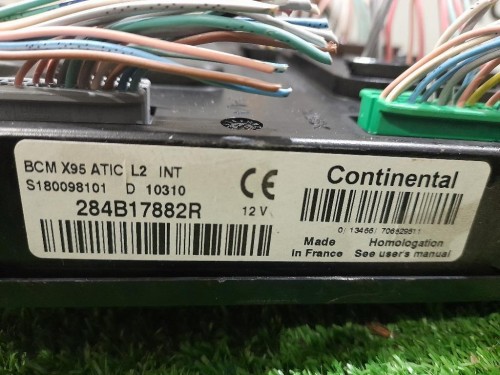 BCM X95 ATIC L2 INT
S180098101 D 10310
284B17882R
CE
12 V
Continental
Made
in France
Homologation
See user's manual